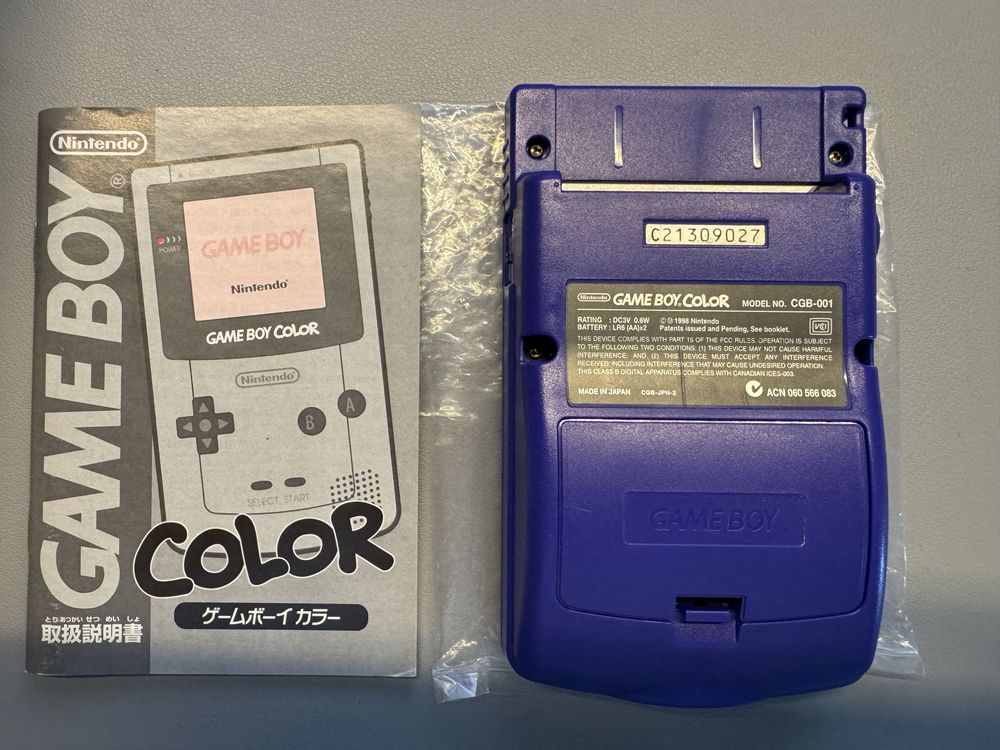 Nintendo
GAME BOY®
POWER
GAME BOY
Nintendo®
GAME BOY COLOR
Nintendo
A
B
SELECT START
COLOR
ゲームボーイ カラー
とりあつかい せつ めい しょ
取扱説明書
C21309027
Nintendo GAME BOY COLOR MODEL NO. CGB-001
RATING : DC3V 0.6W ©Ⓜ1998 Nintendo
BATTERY : LR6 (AA)×2 Patents issued and Pending, See booklet.
VCI
THIS DEVICE COMPLIES WITH PART 15 OF THE FCC RULES. OPERATION IS SUBJECT
TO THE FOLLOWING TWO CONDITIONS: (1) THIS DEVICE MAY NOT CAUSE HARMFUL
INTERFERENCE, AND, (2) THIS DEVICE MUST ACCEPT ANY INTERFERENCE
RECEIVED, INCLUDING INTERFERENCE THAT MAY CAUSE UNDESIRED OPERATION.
THIS CLASS B DIGITAL APPARATUS COMPLIES WITH CANADIAN ICES-003.
MADE IN JAPAN CGB-JPH-2 ACN 060 566 083
GAME BOY